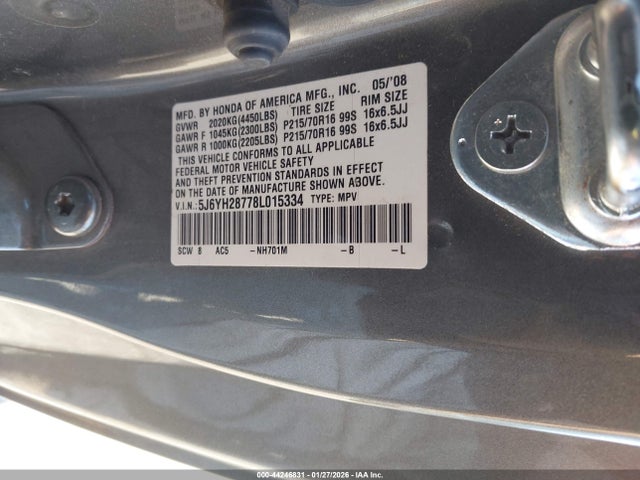 MFD. BY HONDA OF AMERICA MFG., INC. 05/'08
GVWR 2020KG(4450LBS) TIRE SIZE RIM SIZE
GAWR F 1045KG(2300LBS) P215/70R16 99S 16x6.5JJ
GAWR R 1000KG(2205LBS) P215/70R16 99S 16x6.5JJ
THIS VEHICLE CONFORMS TO ALL APPLICABLE
FEDERAL MOTOR VEHICLE SAFETY
AND THEFT PREVENTION STANDARDS IN EFFECT
ON THE DATE OF MANUFACTURE SHOWN ABOVE.
V.I.N.: 5J6YH28778L015334 TYPE: MPV
SCW 8 AC5 -NH701M -B -L
000-44246831 - 01/27/2026 - IAA Inc.